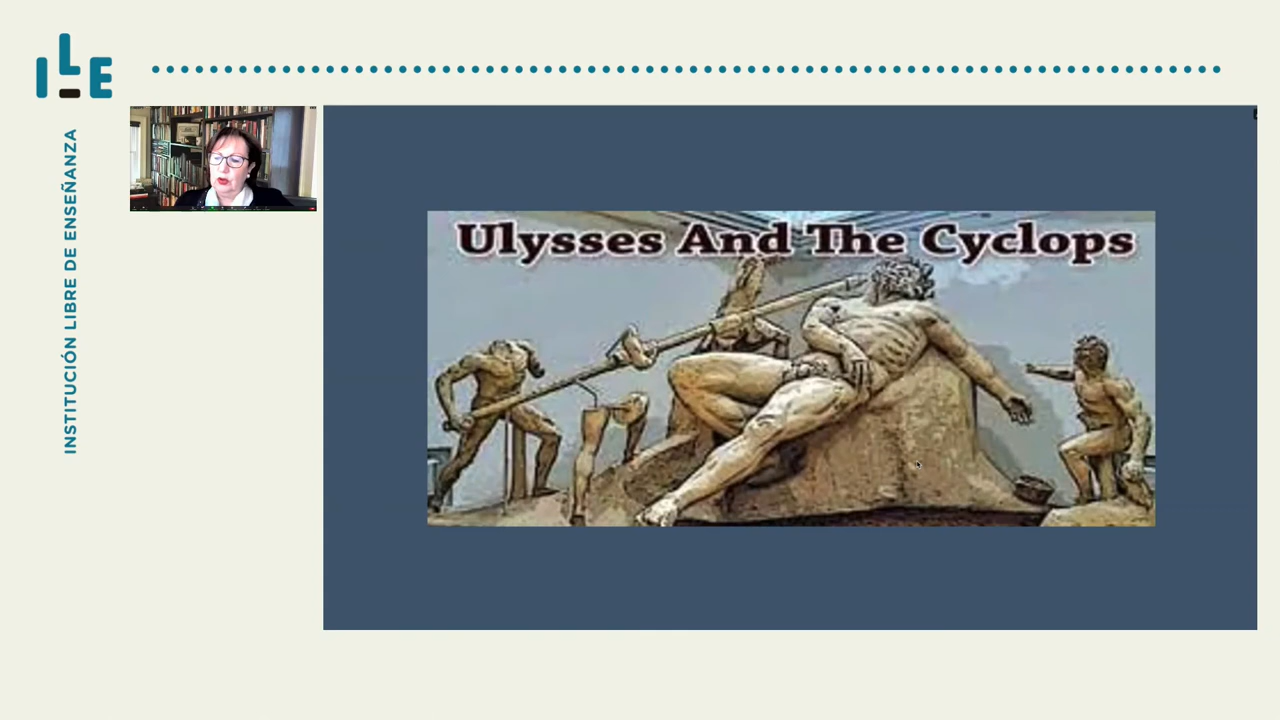 ILE
INSTITUCIÓN LIBRE DE ENSEÑANZA
Ulysses And The Cyclops